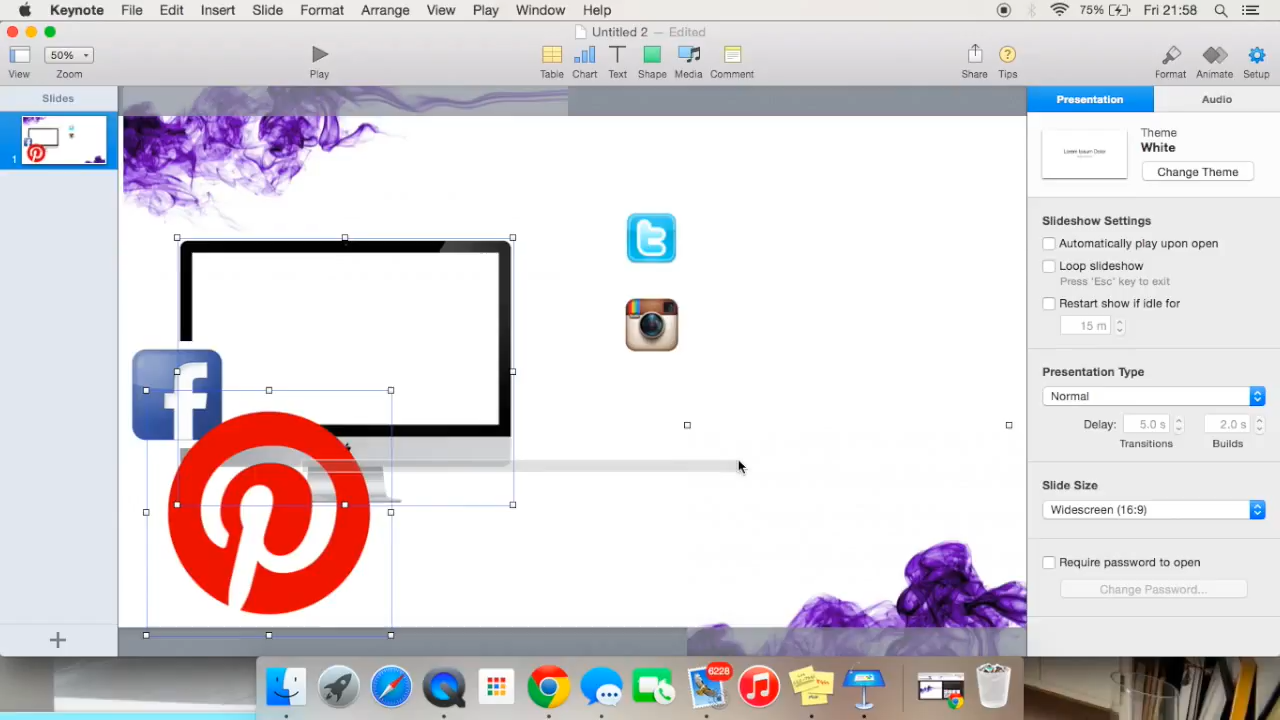 Keynote File Edit Insert Slide Format Arrange View Play Window Help 75% Fri 21:58
Untitled 2 — Edited
50%
View Zoom Play Table Chart Text Shape Media Comment Share Tips Format Animate Setup
Slides
Presentation Audio
1
Theme
White
Lorem Ipsum Dolor
Change Theme
Slideshow Settings
Automatically play upon open
Loop slideshow
Press 'Esc' key to exit
Restart show if idle for
15 m
Presentation Type
Normal
Delay: 5.0 s 2.0 s
Transitions Builds
Slide Size
Widescreen (16:9)
Require password to open
Change Password...
6228